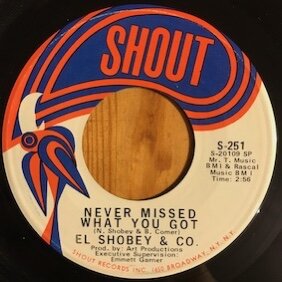 SHOUT
S-251
S-20109 SP
Mr. T. Music
BMI & Rascal
Music BMI
Time: 2:56
NEVER MISSED
WHAT YOU GOT
(N. Shobey & B. Comer)
EL SHOBEY & CO.
Prod. by: Art Productions
Executive Supervision:
Emmett Garner
SHOUT RECORDS INC. 1650 BROADWAY, N.Y., N.Y.